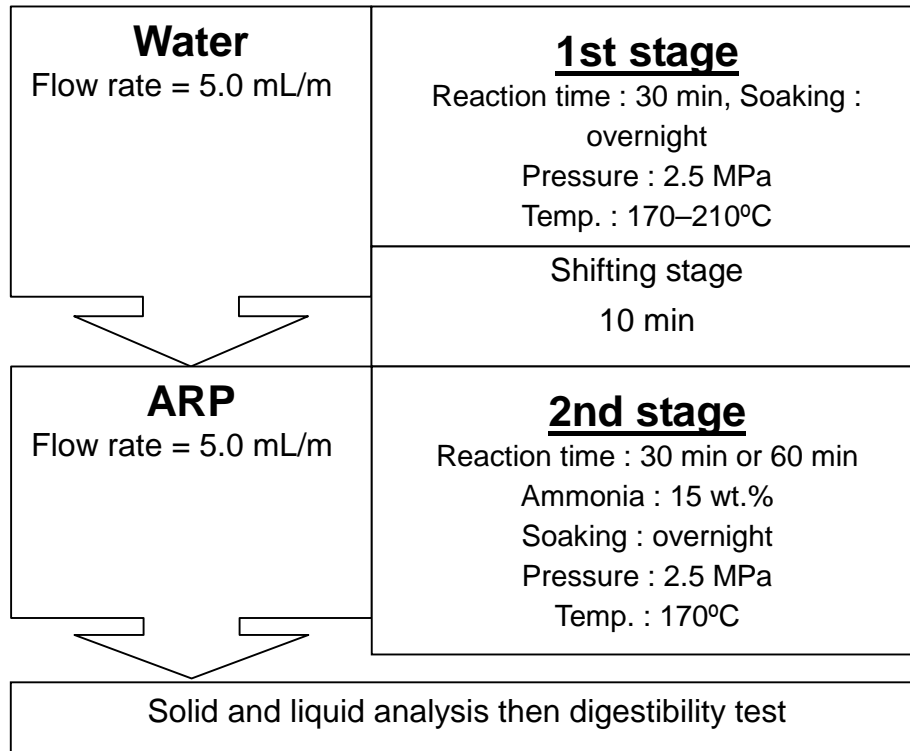 Water
Flow rate = 5.0 mL/m
1st stage
Reaction time : 30 min, Soaking :
overnight
Pressure : 2.5 MPa
Temp. : 170–210ºC
Shifting stage
10 min
ARP
Flow rate = 5.0 mL/m
2nd stage
Reaction time : 30 min or 60 min
Ammonia : 15 wt.%
Soaking : overnight
Pressure : 2.5 MPa
Temp. : 170ºC
Solid and liquid analysis then digestibility test